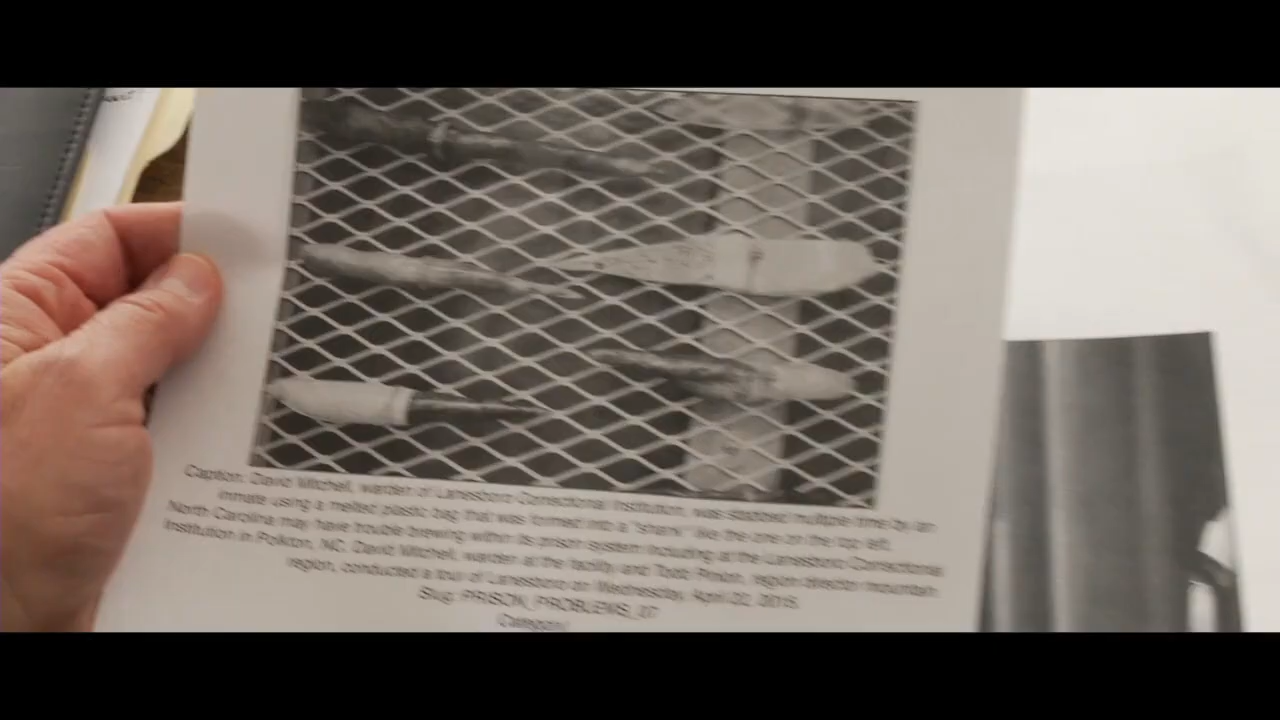 Caption: David Mitchell, warden of Lanesboro Correctional Institution, was stabbed multiple time by an
inmate using a melted plastic bag that was formed into a "shank" like the one on the top left.
North Carolina may have trouble brewing within its prison system including at the Lanesboro Correctional
Institution in Polkton, NC. David Mitchell, warden at the facility and Todd Pinion, region director mountain
region, conducted a tour of Lanesboro on Wednesday, April 22, 2015.
Slug: PRISON_PROBLEMS_07
Category: